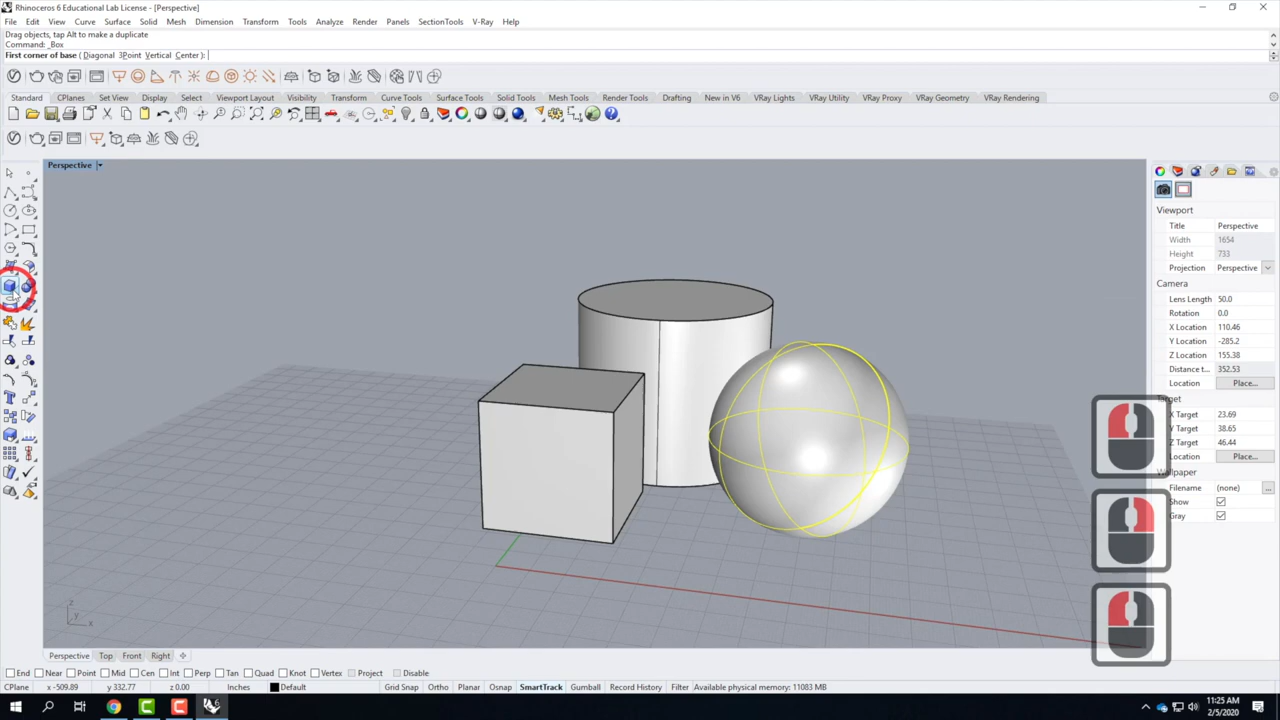 Rhinoceros 6 Educational Lab License - [Perspective]
File Edit View Curve Surface Solid Mesh Dimension Transform Tools Analyze Render Panels SectionTools V-Ray Help
Drag objects, tap Alt to make a duplicate
Command: _Box
First corner of base ( Diagonal 3Point Vertical Center ):
Standard CPlanes Set View Display Select Viewport Layout Visibility Transform Curve Tools Surface Tools Solid Tools Mesh Tools Render Tools Drafting New in V6 VRay Lights VRay Utility VRay Proxy VRay Geometry VRay Rendering
Perspective
Viewport
Title Perspective
Width 1654
Height 733
Projection Perspective
Camera
Lens Length 50.0
Rotation 0.0
X Location 110.46
Y Location -285.2
Z Location 155.38
Distance t... 352.53
Location Place...
Target
X Target 23.69
Y Target 38.65
Z Target 46.44
Location Place...
Wallpaper
Filename (none) ...
Show
Gray
z
y
x
Perspective Top Front Right
End Near Point Mid Cen Int Perp Tan Quad Knot Vertex Project Disable
CPlane x -509.89 y 332.77 z 0.00 Inches Default Grid Snap Ortho Planar Osnap SmartTrack Gumball Record History Filter Available physical memory: 11083 MB
11:25 AM
2/5/2020